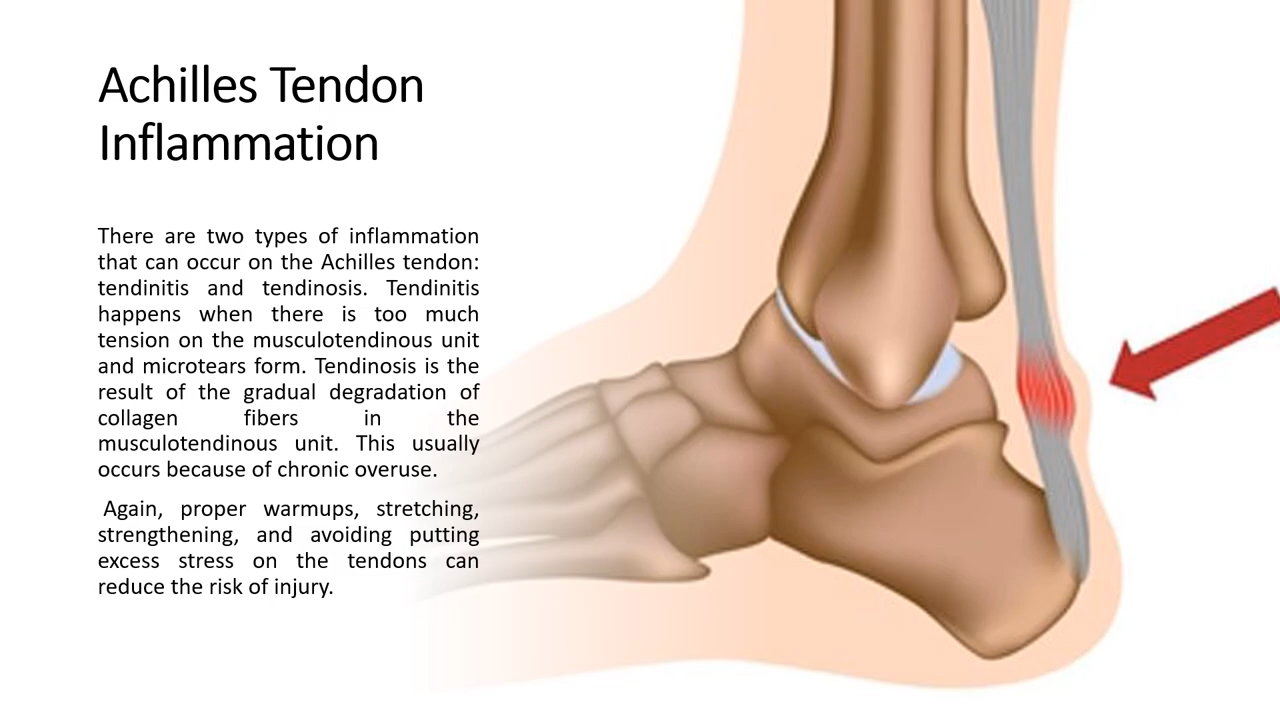 Achilles Tendon
Inflammation
There are two types of inflammation
that can occur on the Achilles tendon:
tendinitis and tendinosis. Tendinitis
happens when there is too much
tension on the musculotendinous unit
and microtears form. Tendinosis is the
result of the gradual degradation of
collagen fibers in the
musculotendinous unit. This usually
occurs because of chronic overuse.
Again, proper warmups, stretching,
strengthening, and avoiding putting
excess stress on the tendons can
reduce the risk of injury.